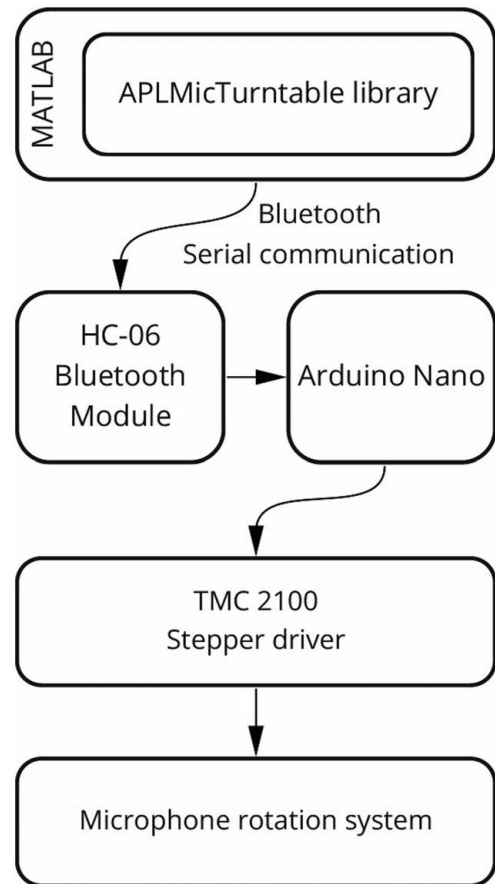 MATLAB
APLMicTurntable library
Bluetooth
Serial communication
HC-06
Bluetooth
Module
Arduino Nano
TMC 2100
Stepper driver
Microphone rotation system